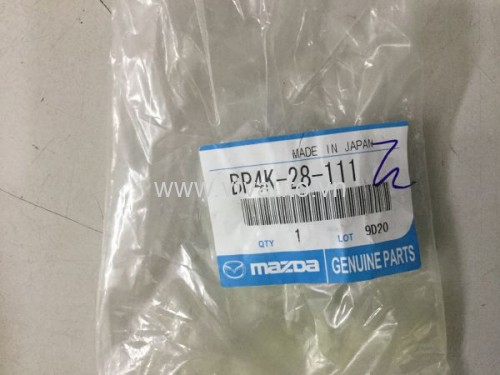 MADE IN JAPAN
BP4K-28-111
QTY 1 LOT 9D20
mazda GENUINE PARTS